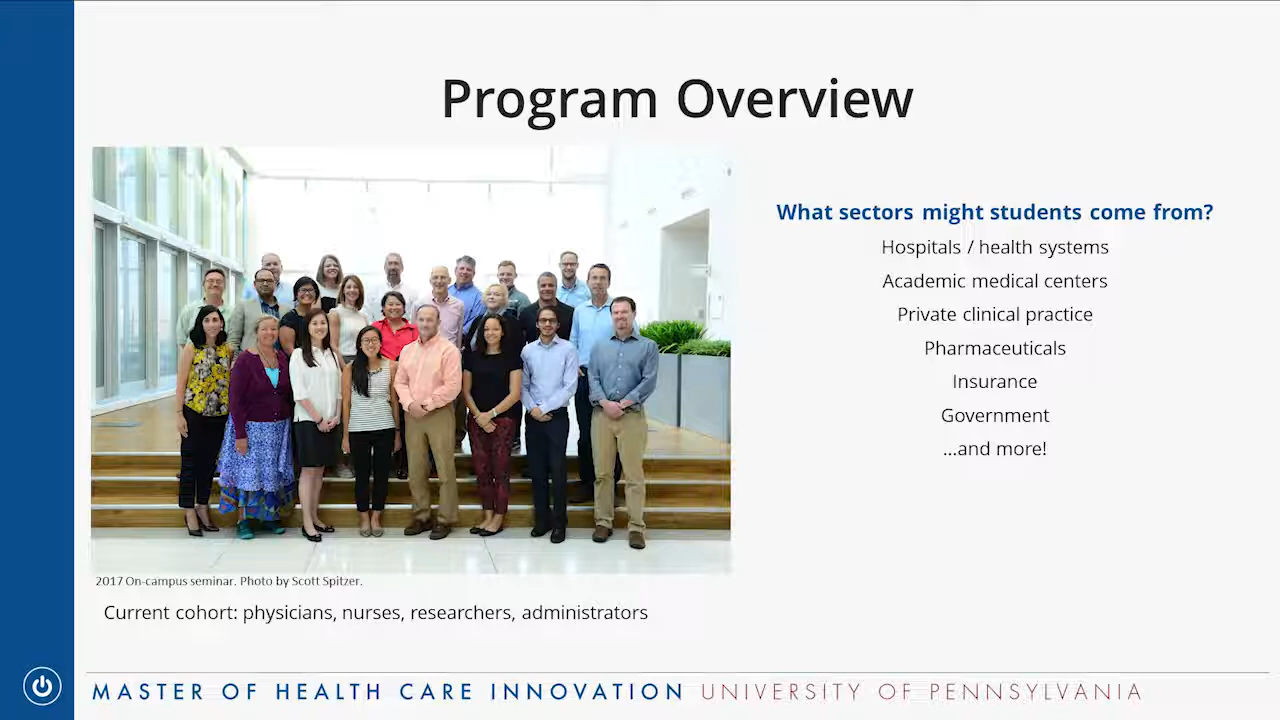 Program Overview
What sectors might students come from?
Hospitals / health systems
Academic medical centers
Private clinical practice
Pharmaceuticals
Insurance
Government
...and more!
2017 On-campus seminar. Photo by Scott Spitzer.
Current cohort: physicians, nurses, researchers, administrators
MASTER OF HEALTH CARE INNOVATION UNIVERSITY OF PENNSYLVANIA